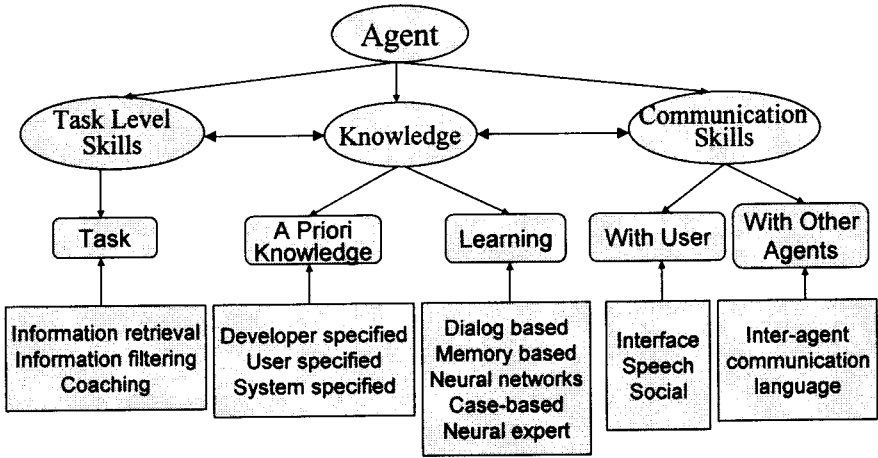 Agent
Task Level
Skills
Knowledge
Communication
Skills
Task
A Priori
Knowledge
Learning
With User
With Other
Agents
Information retrieval
Information filtering
Coaching
Developer specified
User specified
System specified
Dialog based
Memory based
Neural networks
Case-based
Neural expert
Interface
Speech
Social
Inter-agent
communication
language